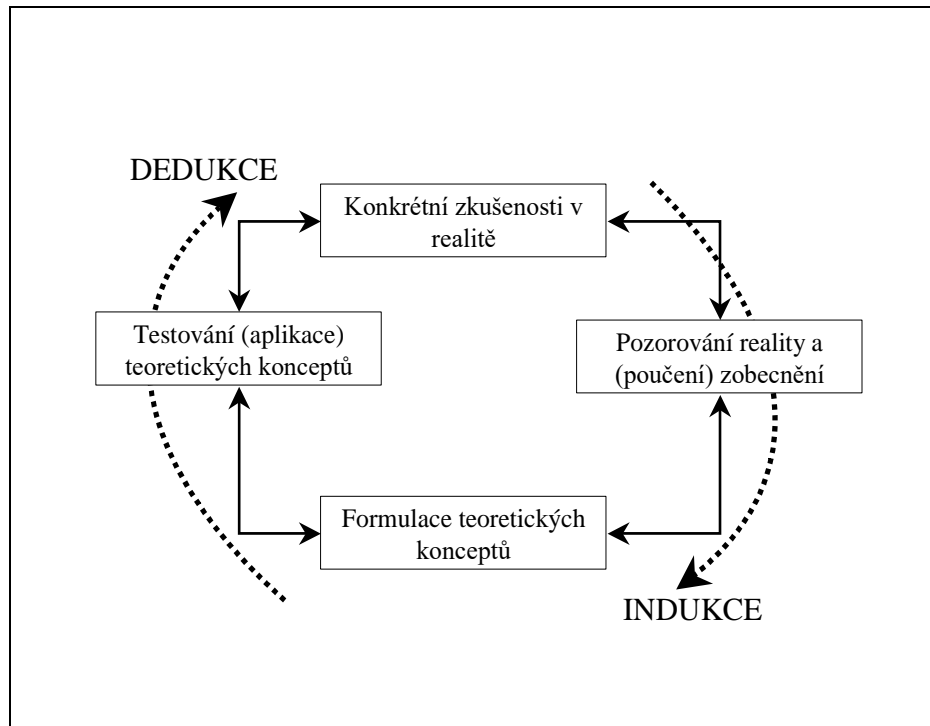 DEDUKCE
Konkrétní zkušenosti v
realitě
Testování (aplikace)
teoretických konceptů
Pozorování reality a
(poučení) zobecnění
Formulace teoretických
konceptů
INDUKCE